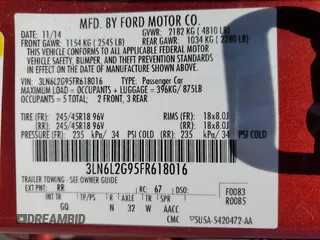 MFD. BY FORD MOTOR CO.
11/14 GVWR: 2182 KG ( 4810 LB)
FRONT GAWR: 1154 KG ( 2545 LB) REAR GAWR: 1034 KG ( 2280 LB)
THIS VEHICLE CONFORMS TO ALL APPLICABLE FEDERAL MOTOR
VEHICLE SAFETY, BUMPER, AND THEFT PREVENTION STANDARDS IN
EFFECT ON THE DATE OF MANUFACTURE SHOWN ABOVE.
VIN: 3LN6L2G95FR618016 TYPE: Passenger Car
MAXIMUM LOAD = OCCUPANTS + LUGGAGE = 396KG/ 875LB
OCCUPANTS = 5 TOTAL: 2 FRONT, 3 REAR
TIRE (FR): 245/45R18 96V RIMS (FR): 18x8.0J
(RR): 245/45R18 96V (RR): 18x8.0J
PRESSURE (FR): 235 kPa/ 34 PSI COLD (RR): 235 kPa/ 34 PSI COLD
3LN6L2G95FR618016
TRAILER TOWING - SEE OWNER GUIDE
EXT PNT: RR RC: 67 DSO: F0083
R0085
INT TR TP/PS R AXLE TR SPR
GQ N 32 W AACC
CMC 5U5A-5420472-AA
DREAMBID